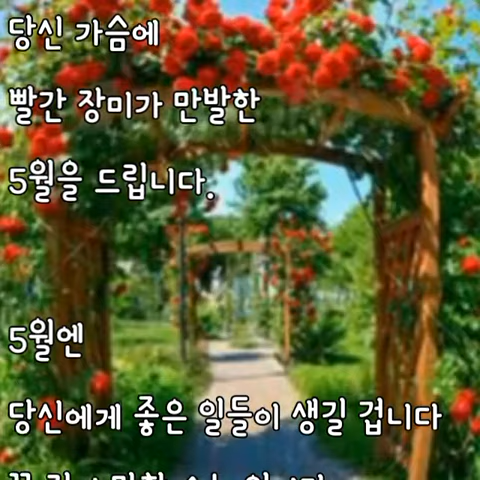 당신 가슴에
빨간 장미가 만발한
5월을 드립니다.
5월엔
당신에게 좋은 일들이 생길 겁니다